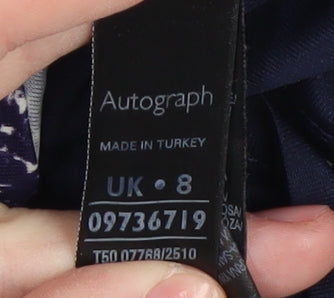 Autograph
MADE IN TURKEY
UK • 8
09736719
T50 07768/2510